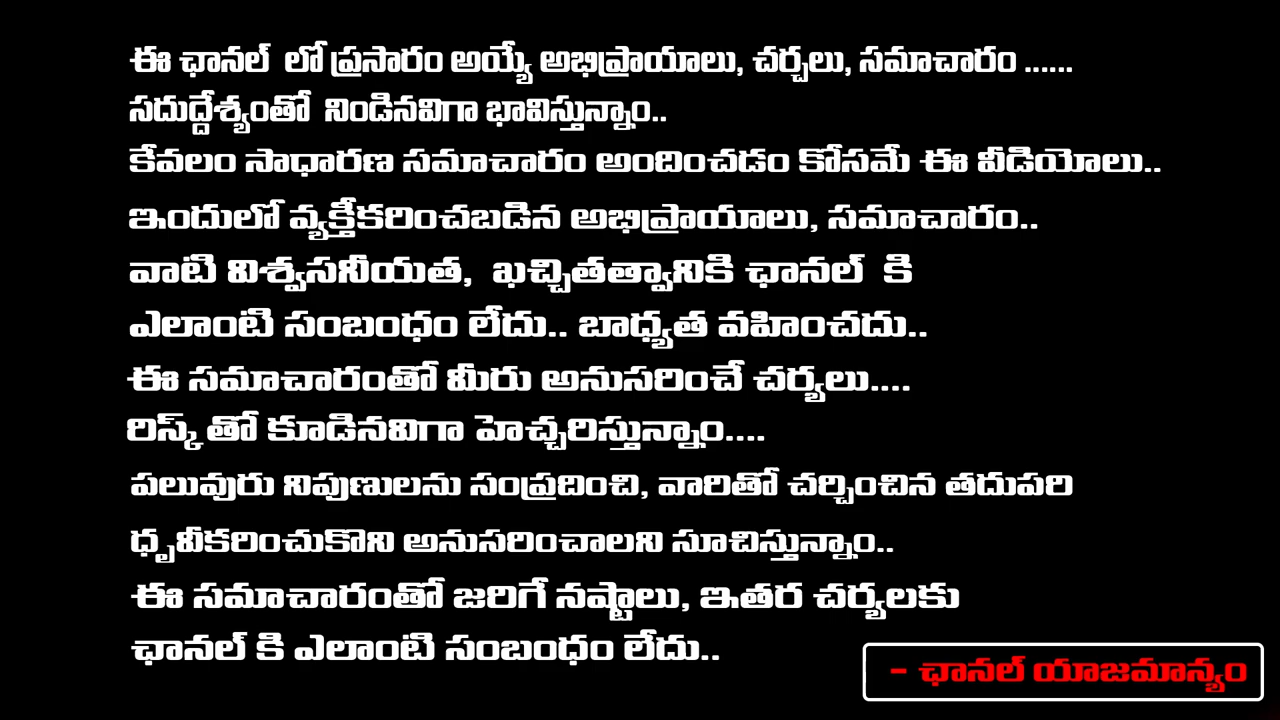 ఈ ఛానల్ లో ప్రసారం అయ్యే అభిప్రాయాలు, చర్చలు, సమాచారం ......
సదుద్దేశ్యంతో నిండినవిగా భావిస్తున్నాం..
కేవలం సాధారణ సమాచారం అందించడం కోసమే ఈ వీడియోలు..
ఇందులో వ్యక్తీకరించబడిన అభిప్రాయాలు, సమాచారం..
వాటి విశ్వసనీయత, ఖచ్చితత్వానికి ఛానల్ కి
ఎలాంటి సంబంధం లేదు.. బాధ్యత వహించదు..
ఈ సమాచారంతో మీరు అనుసరించే చర్యలు....
రిస్క్ తో కూడినవిగా హెచ్చరిస్తున్నాం....
పలువురు నిపుణులను సంప్రదించి, వారితో చర్చించిన తదుపరి
ధృవీకరించుకొని అనుసరించాలని సూచిస్తున్నాం..
ఈ సమాచారంతో జరిగే నష్టాలు, ఇతర చర్యలకు
ఛానల్ కి ఎలాంటి సంబంధం లేదు..
- ఛానల్ యాజమాన్యం